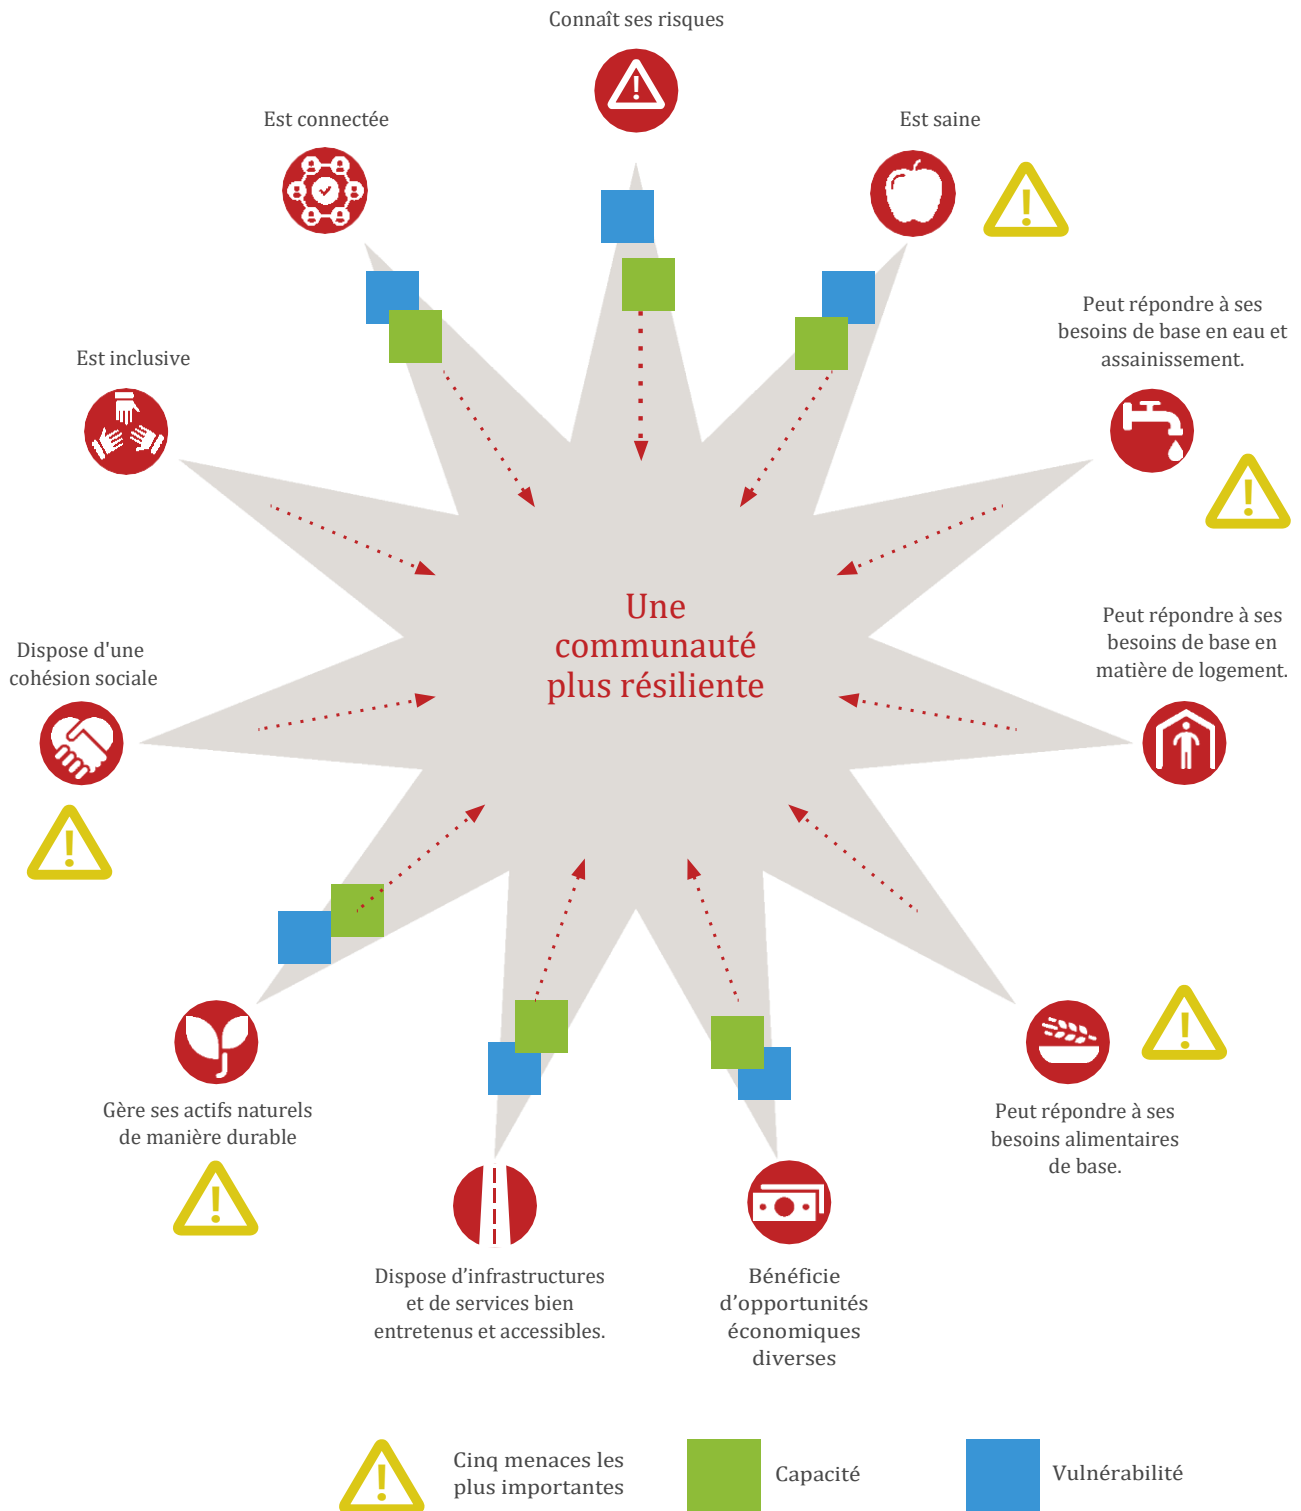 Connaît ses risques
Est connectée
Est saine
Peut répondre à ses
besoins de base en eau et
assainissement.
Est inclusive
Une
communauté
plus résiliente
Peut répondre à ses
besoins de base en
matière de logement.
Dispose d'une
cohésion sociale
Gère ses actifs naturels
de manière durable
Peut répondre à ses
besoins alimentaires
de base.
Dispose d’infrastructures
et de services bien
entretenus et accessibles.
Bénéficie
d’opportunités
économiques
diverses
Cinq menaces les
plus importantes
Capacité
Vulnérabilité